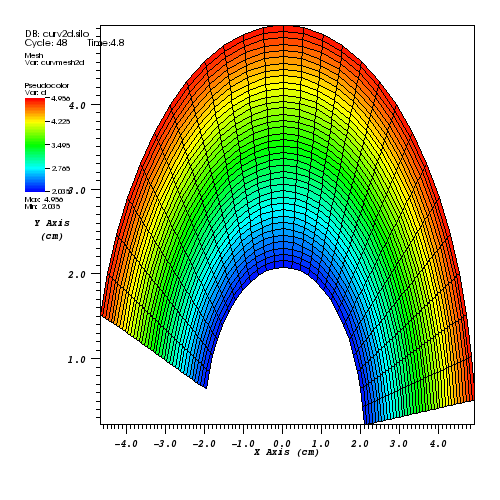 DB: curv2d.silo
Cycle: 48 Time:4.8
Mesh
Var: curvmesh2d
Pseudocolor
Var: d
4.956
4.225
3.495
2.765
2.035
Max: 4.956
Min: 2.035
Y Axis
(cm)
4.0
3.0
2.0
1.0
-4.0 -3.0 -2.0 -1.0 0.0 1.0 2.0 3.0 4.0
X Axis (cm)